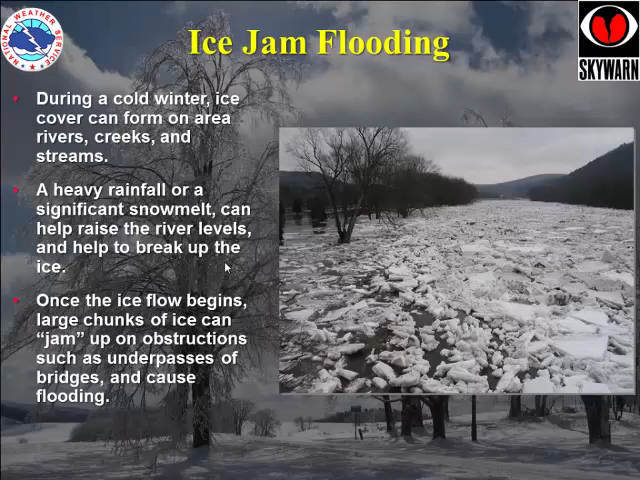 NATIONAL WEATHER SERVICE
Ice Jam Flooding
SKYWARN
During a cold winter, ice
cover can form on area
rivers, creeks, and
streams.
A heavy rainfall or a
significant snowmelt, can
help raise the river levels,
and help to break up the
ice.
Once the ice flow begins,
large chunks of ice can
“jam” up on obstructions
such as underpasses of
bridges, and cause
flooding.